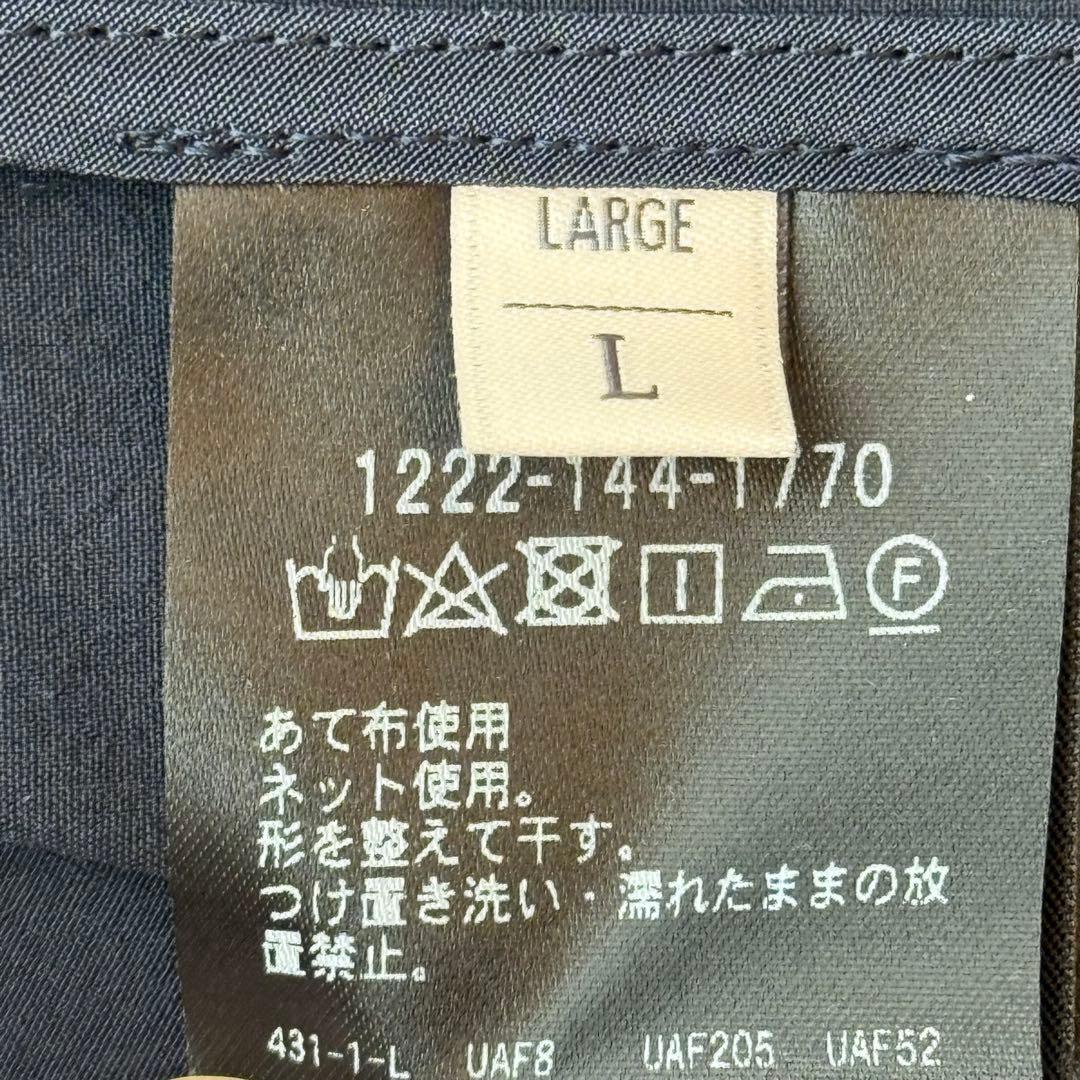 LARGE
L
1222-144-1770
F
あて布使用
ネット使用。
形を整えて干す。
つけ置き洗い・濡れたままの放
置禁止。
431-1-L UAF8 UAF205 UAF52